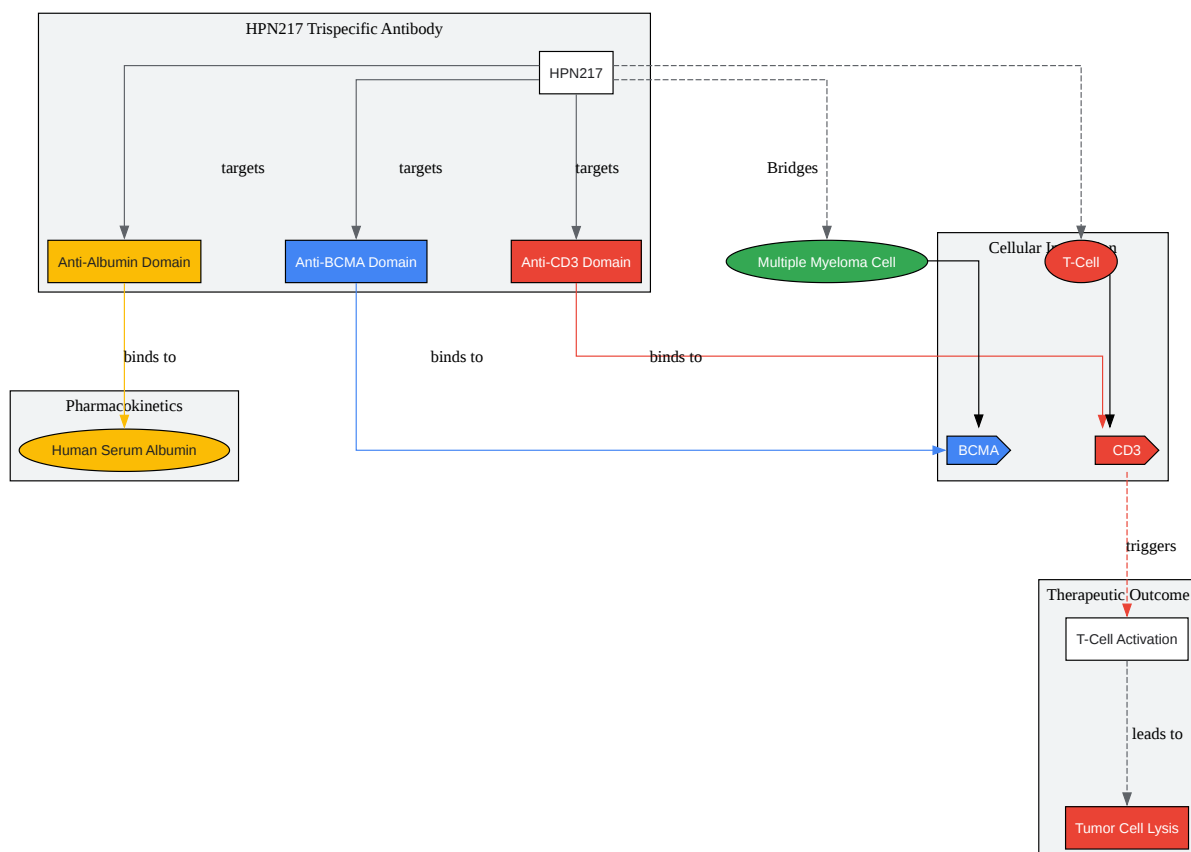 HPN217 Trispecific Antibody
HPN217
targets
targets
targets
Bridges
Anti-Albumin Domain
Anti-BCMA Domain
Anti-CD3 Domain
Multiple Myeloma Cell
Cellular
T-Cell
binds to
binds to
binds to
Pharmacokinetics
Human Serum Albumin
BCMA
CD3
triggers
Therapeutic Outcome
T-Cell Activation
leads to
Tumor Cell Lysis